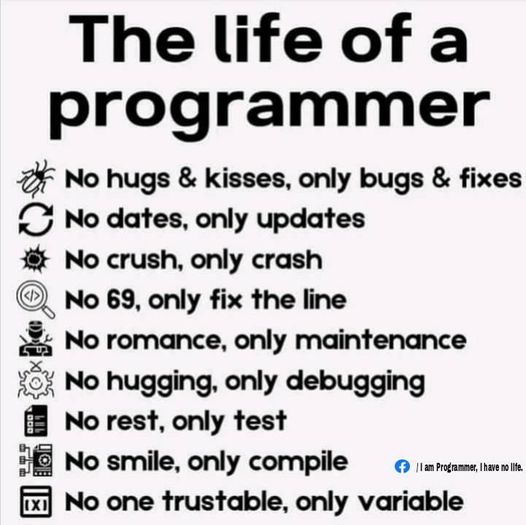 The life of a
programmer
No hugs & kisses, only bugs & fixes
No dates, only updates
No crush, only crash
No 69, only fix the line
No romance, only maintenance
No hugging, only debugging
No rest, only test
No smile, only compile
/I am Programmer, I have no life.
No one trustable, only variable